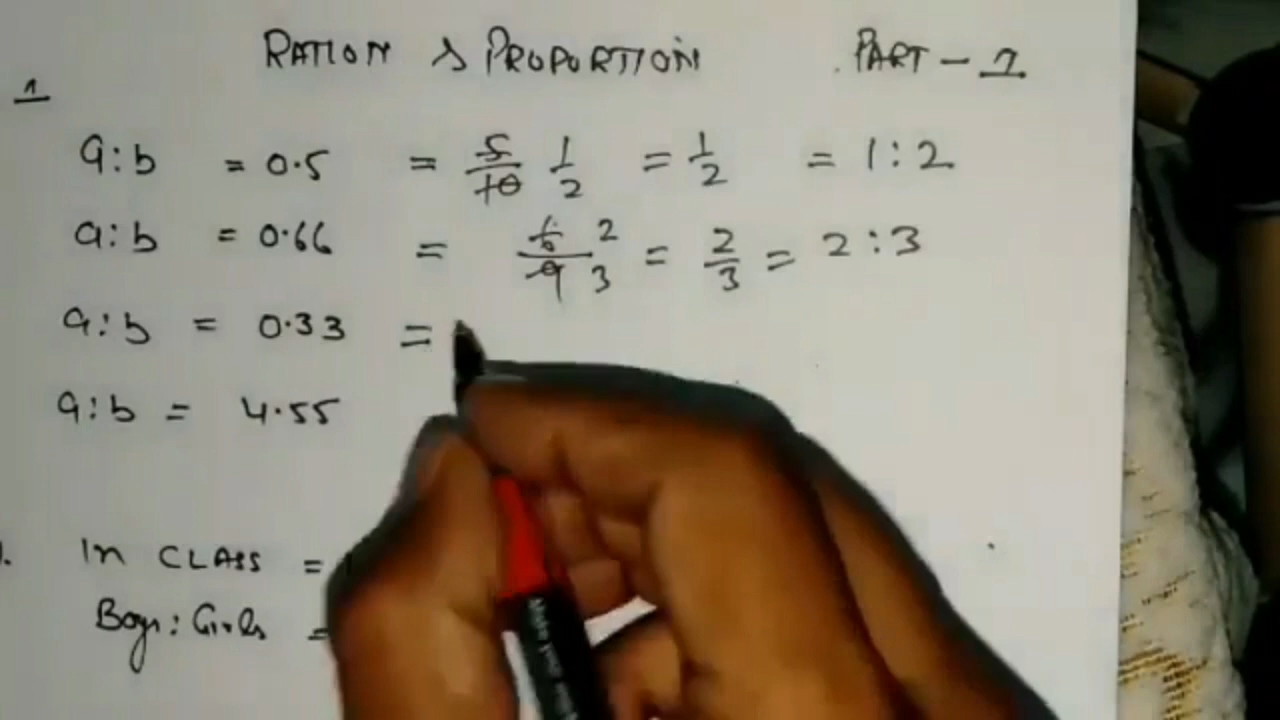 RATION & PROPORTION PART - 1
1
a:b = 0.5 = 5/10 1/2 = 1/2 = 1:2
a:b = 0.66 = 6/9 2/3 = 2/3 = 2:3
a:b = 0.33 =
a:b = 4.55
In CLASS =
Boys: Girls =